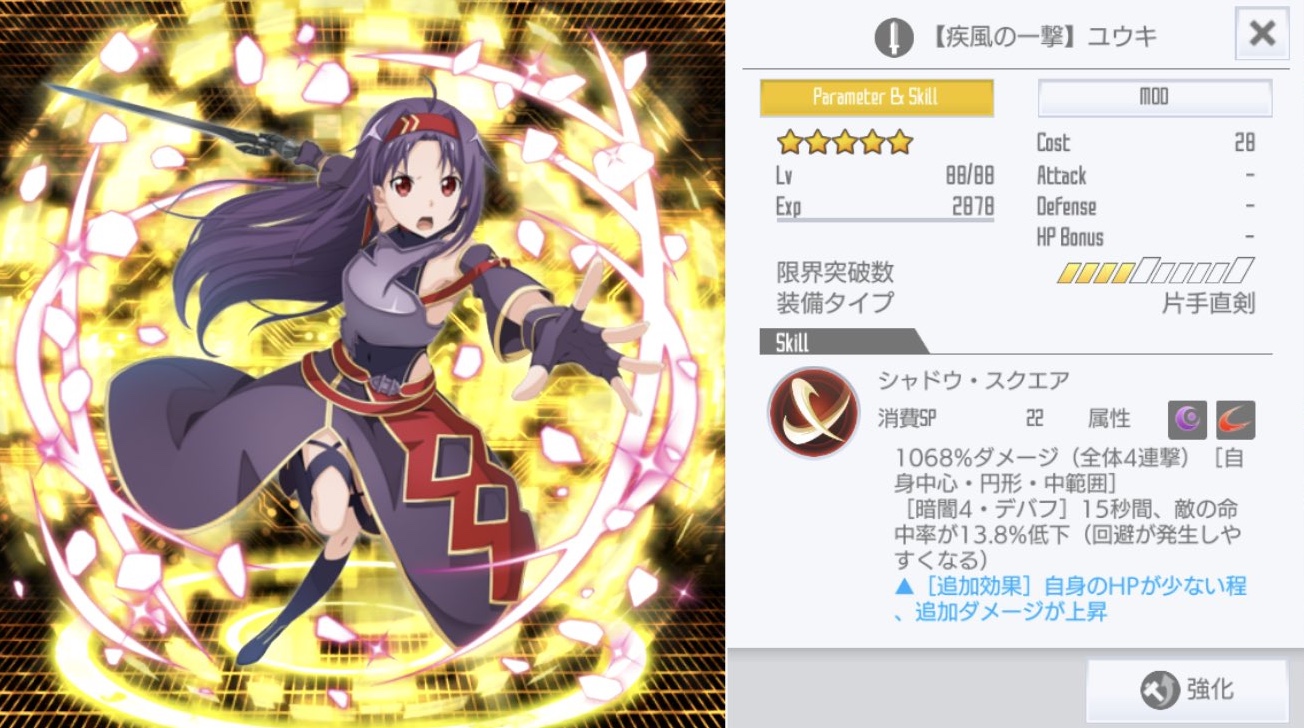 【疾風の一撃】ユウキ
Parameter & Skill
MOD
Lv 88/88
Exp 2878
Cost 28
Attack -
Defense -
HP Bonus -
限界突破数
装備タイプ 片手直剣
Skill
シャドウ・スクエア
消費SP 22 属性
1068%ダメージ（全体4連撃）［自
身中心・円形・中範囲］
［暗闇4・デバフ］15秒間、敵の命
中率が13.8%低下（回避が発生しや
すくなる）
▲［追加効果］自身のHPが少ない程
、追加ダメージが上昇
強化